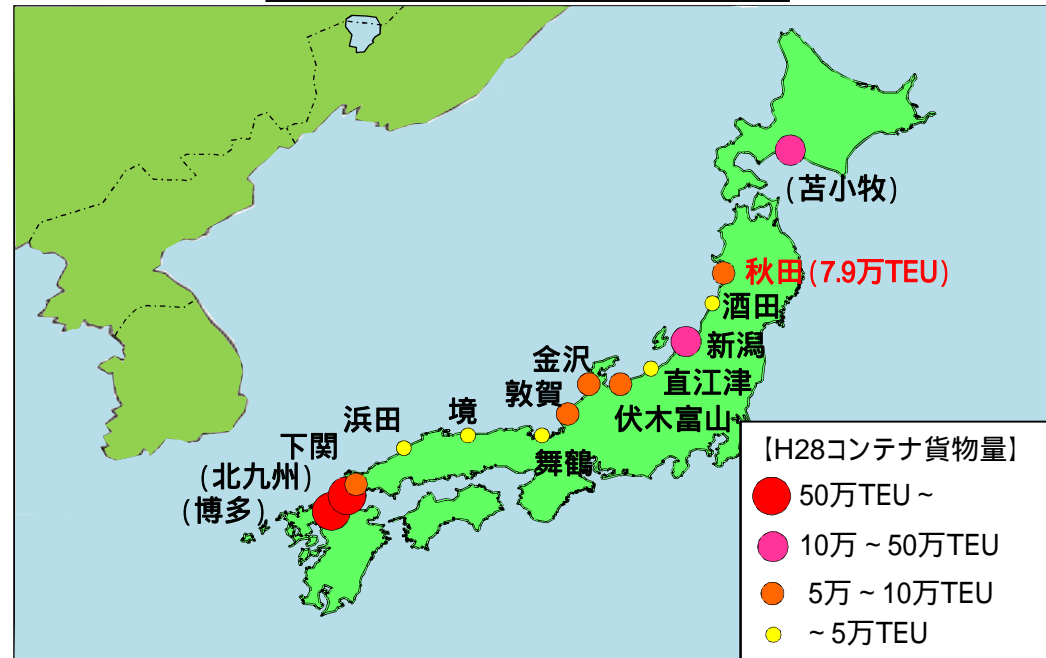 (苫小牧)
秋田(7.9万TEU)
酒田
新潟
金沢
直江津
敦賀
伏木富山
浜田
境
舞鶴
下関
(北九州)
(博多)
【H28コンテナ貨物量】
50万TEU~
10万~50万TEU
5万~10万TEU
~5万TEU